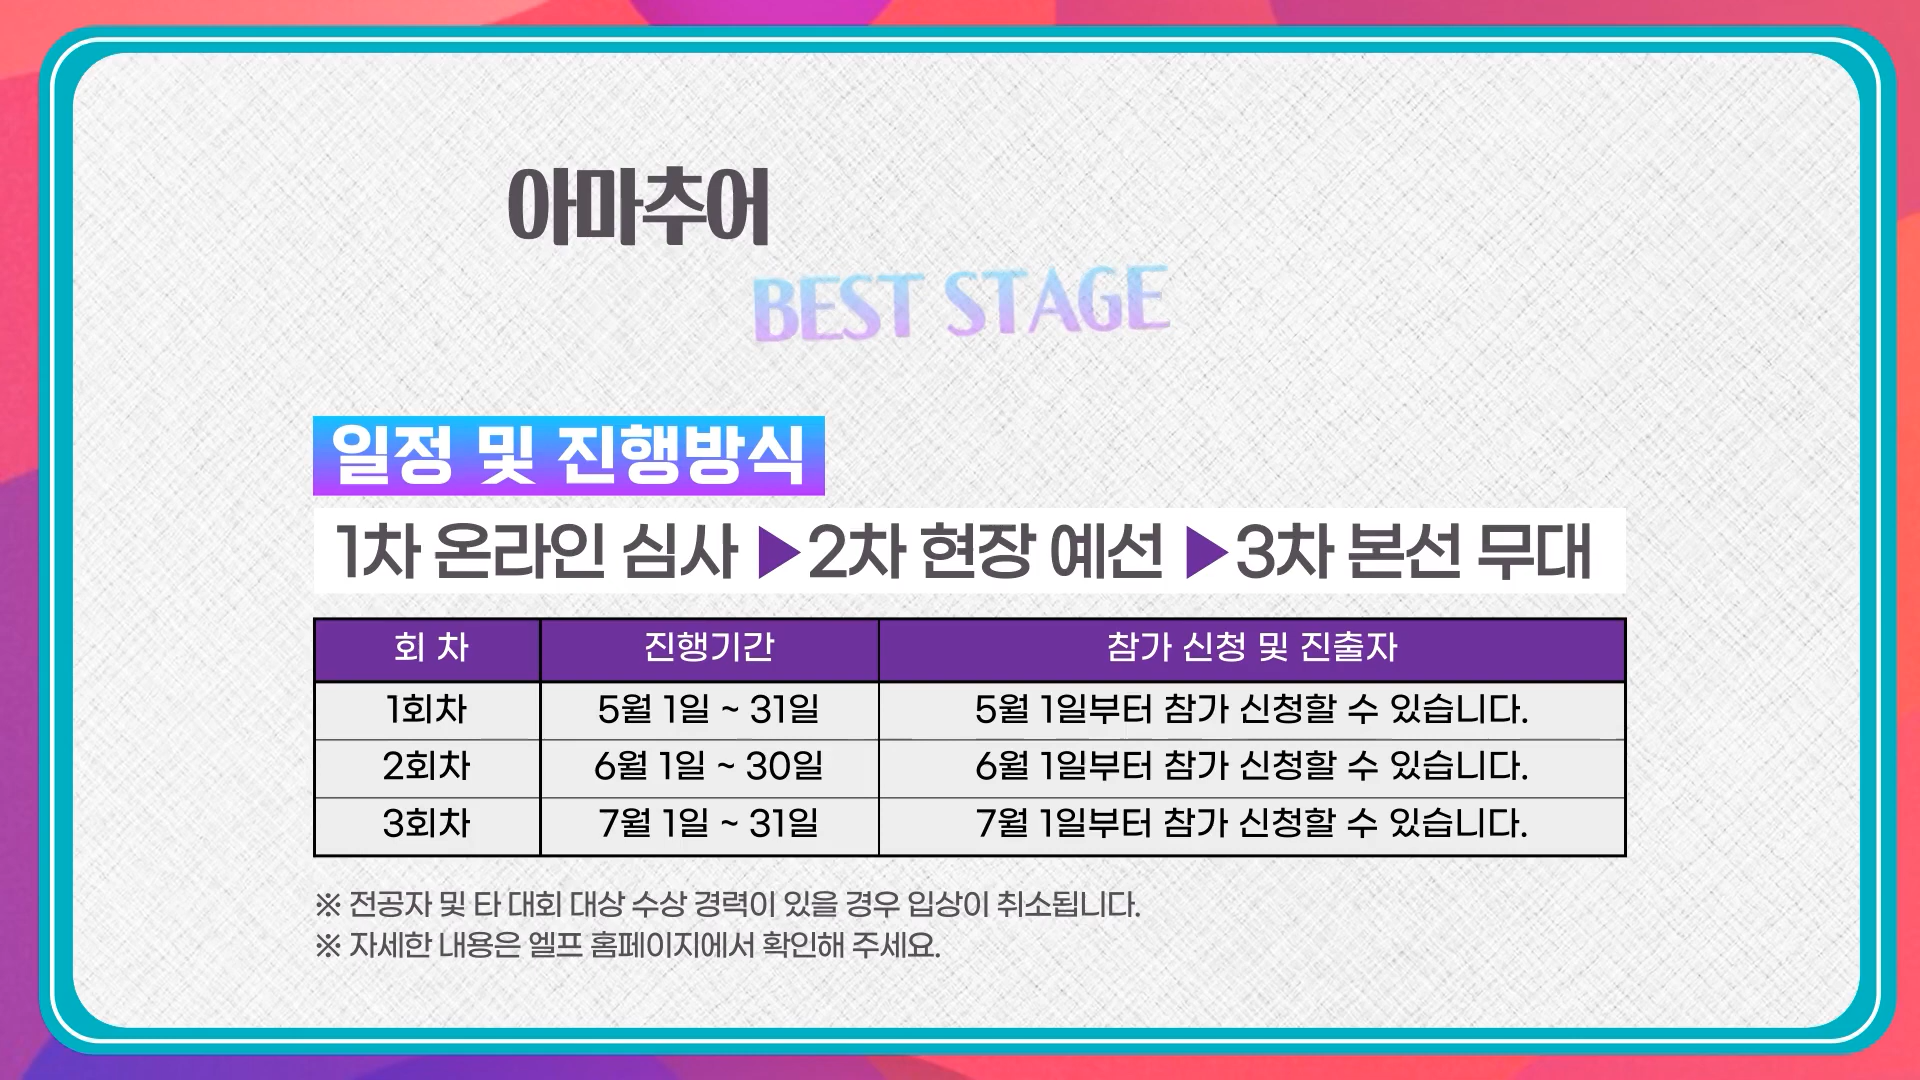 아마추어
BEST STAGE
일정 및 진행방식
1차 온라인 심사 ▶2차 현장 예선 ▶3차 본선 무대
회 차 진행기간 참가 신청 및 진출자
1회차 5월 1일 ~ 31일 5월 1일부터 참가 신청할 수 있습니다.
2회차 6월 1일 ~ 30일 6월 1일부터 참가 신청할 수 있습니다.
3회차 7월 1일 ~ 31일 7월 1일부터 참가 신청할 수 있습니다.
※ 전공자 및 타 대회 대상 수상 경력이 있을 경우 입상이 취소됩니다.
※ 자세한 내용은 엘프 홈페이지에서 확인해 주세요.